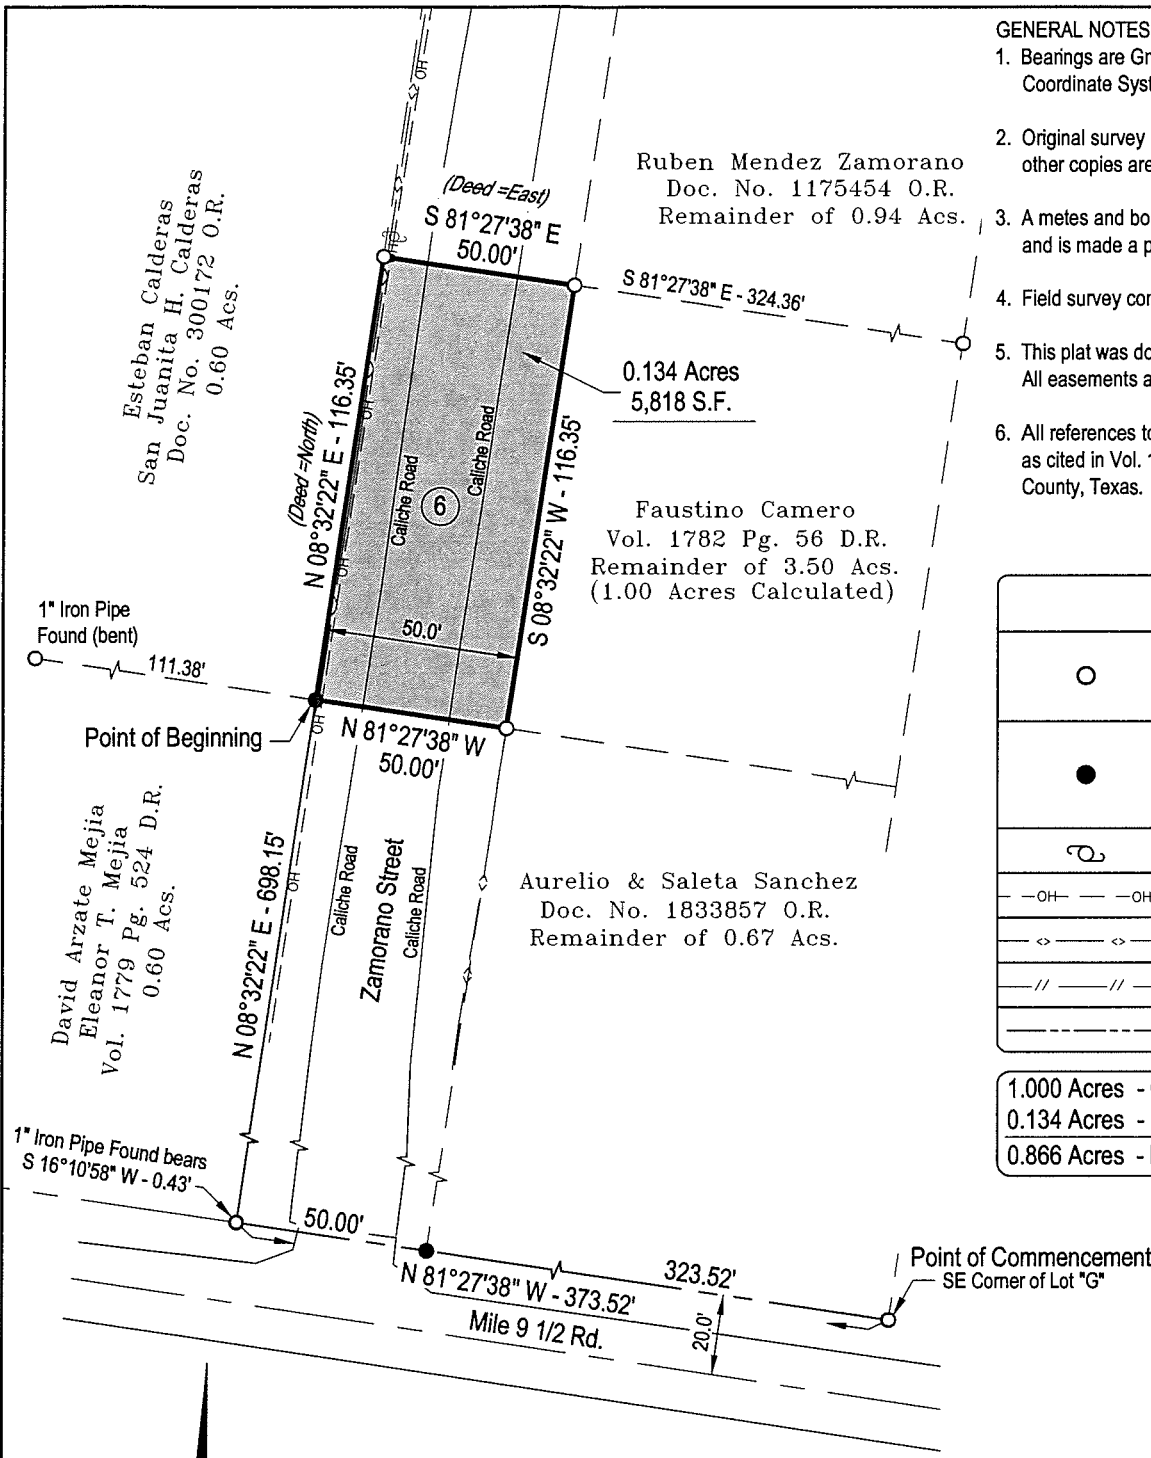 GENERAL NOTES
1. Bearings are Gr
Coordinate Syst
2. Original survey
other copies are
3. A metes and bo
and is made a p
4. Field survey cor
5. This plat was do
All easements a
6. All references to
as cited in Vol. 1
County, Texas.
Esteban Calderas
San Juanita H. Calderas
Doc. No. 300172 O.R.
0.60 Acs.
(Deed =East)
S 81°27'38" E
50.00'
Ruben Mendez Zamorano
Doc. No. 1175454 O.R.
Remainder of 0.94 Acs.
S 81°27'38" E - 324.36'
0.134 Acres
5,818 S.F.
(Deed =North)
N 08°32'22" E - 116.35'
Caliche Road
Caliche Road
6
S 08°32'22" W - 116.35'
Faustino Camero
Vol. 1782 Pg. 56 D.R.
Remainder of 3.50 Acs.
(1.00 Acres Calculated)
50.0'
1" Iron Pipe
Found (bent)
111.38'
Point of Beginning
N 81°27'38" W
50.00'
David Arzate Mejia
Eleanor T. Mejia
Vol. 1779 Pg. 524 D.R.
0.60 Acs.
N 08°32'22" E - 698.15'
Caliche Road
Zamorano Street
Caliche Road
Aurelio & Saleta Sanchez
Doc. No. 1833857 O.R.
Remainder of 0.67 Acs.
OH
OH
OH
OH
OH
OH
OH
—OH— —OH
1.000 Acres -
0.134 Acres -
0.866 Acres -
1" Iron Pipe Found bears
S 16°10'58" W - 0.43'
50.00'
323.52'
N 81°27'38" W - 373.52'
Mile 9 1/2 Rd.
20.0'
Point of Commencement
SE Corner of Lot "G"